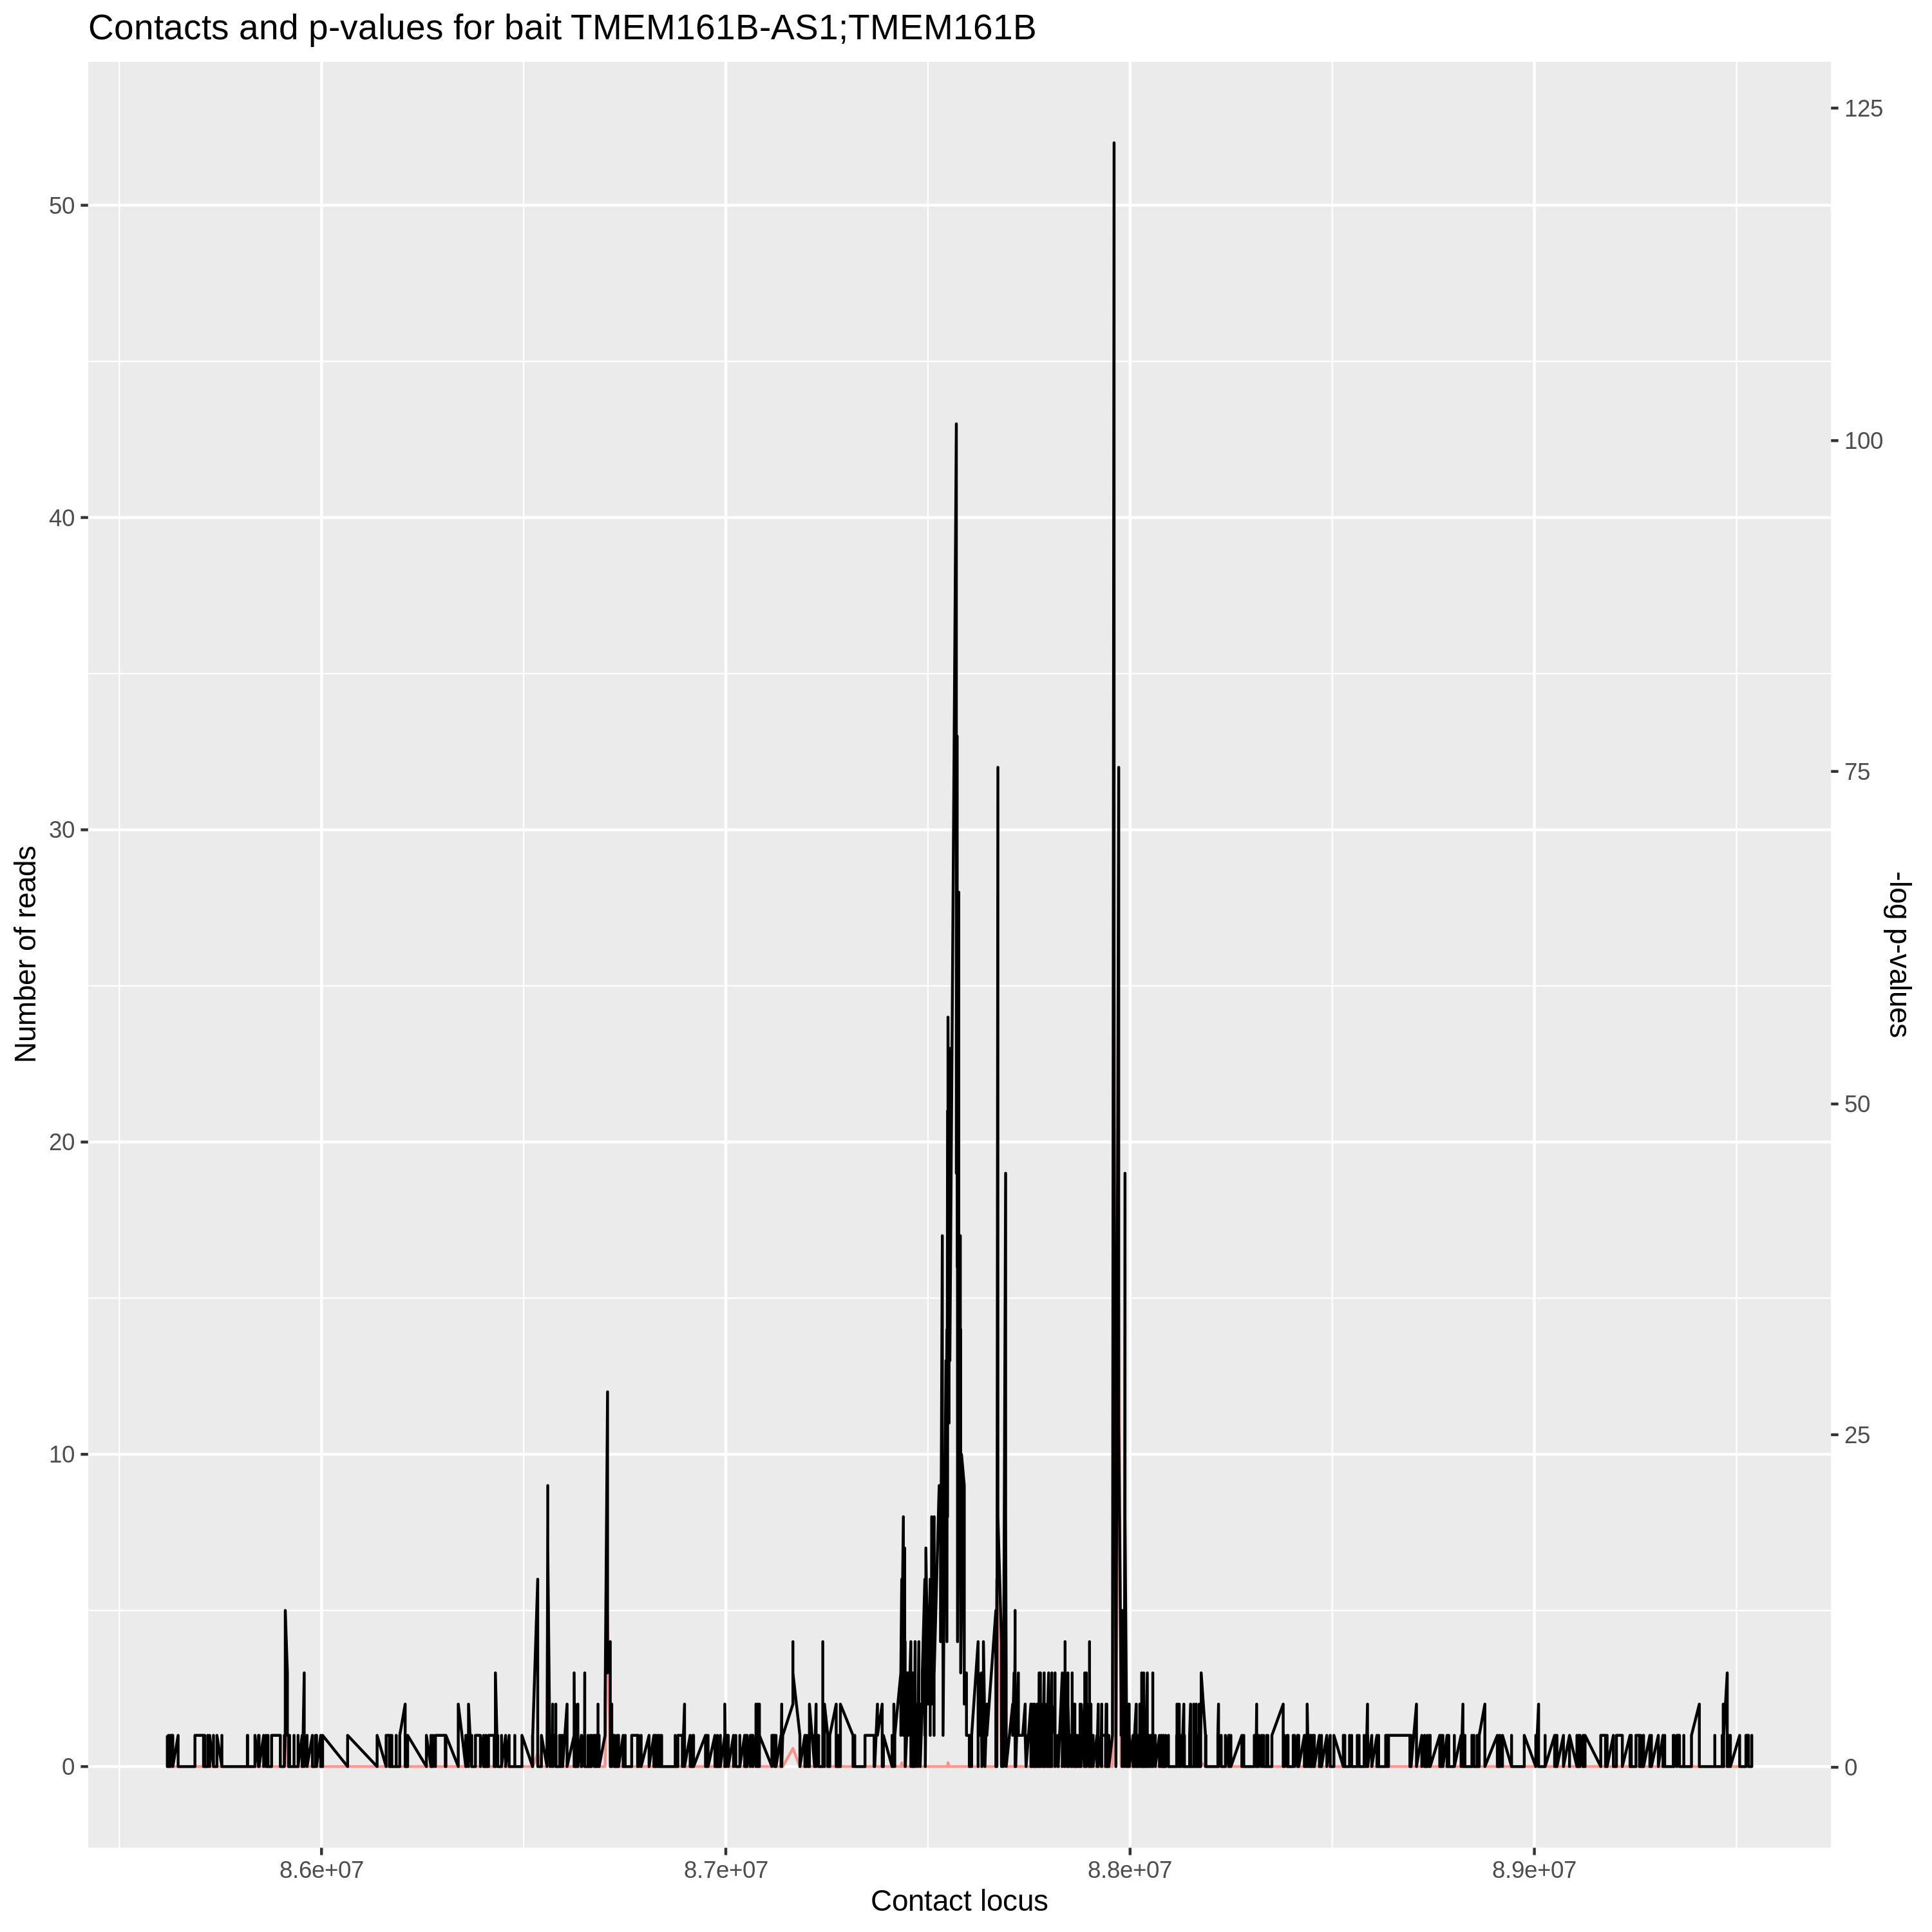 Contacts and p-values for bait TMEM161B-AS1;TMEM161B
Number of reads
50
40
30
20
10
0
125
100
75
50
25
0
-log p-values
8.6e+07
8.7e+07
8.8e+07
8.9e+07
Contact locus